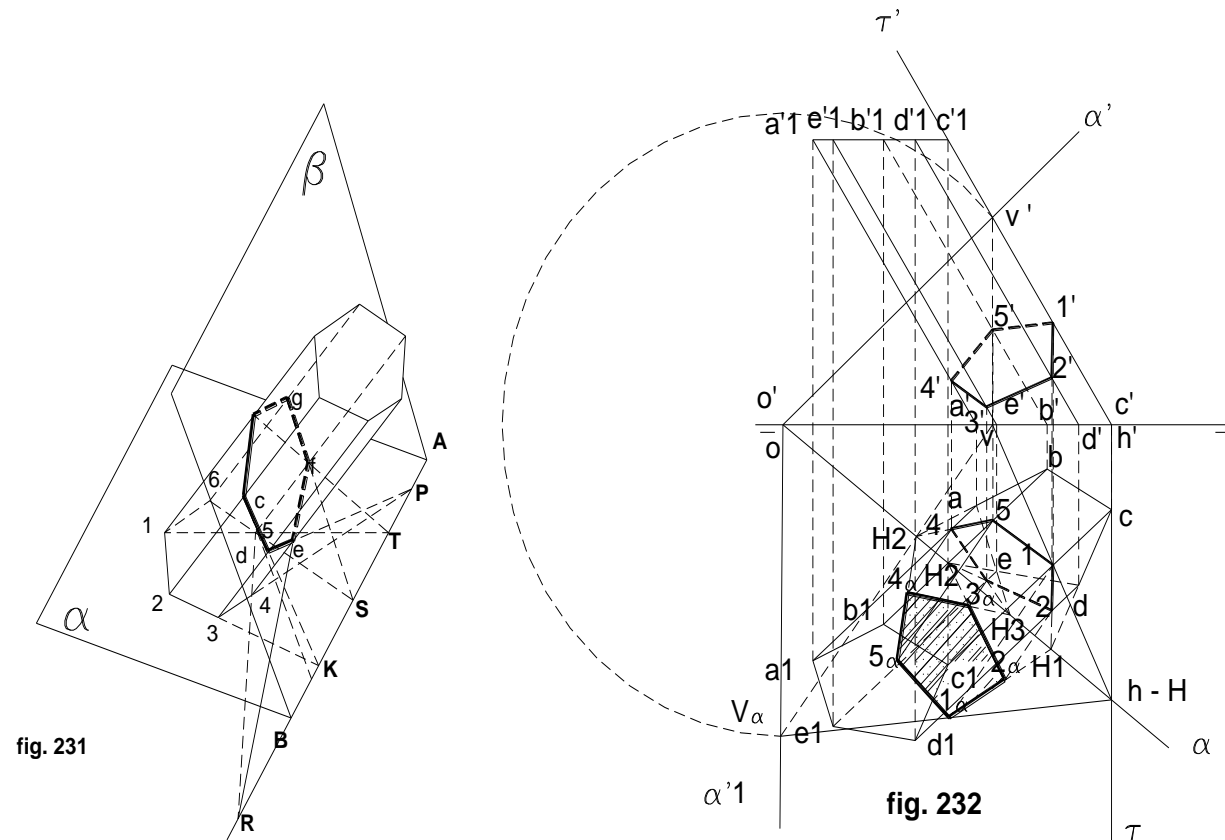 β
g
A
f
P
6
c
1
5
T
d
e
2
4
S
3
α
K
B
R
fig. 231
τ'
a'1 e'1 b'1 d'1 c'1
α'
v'
5'
1'
4'
2'
o'
a'
3'
e'
b'
c'
o
v
d'
h'
b
a
4
5
c
H2
1
4α
H2
e
3α
2
d
b1
H3
5α
2α
H1
a1
c1
1α
h - H
Vα
e1
d1
α
α'1
fig. 232
τ